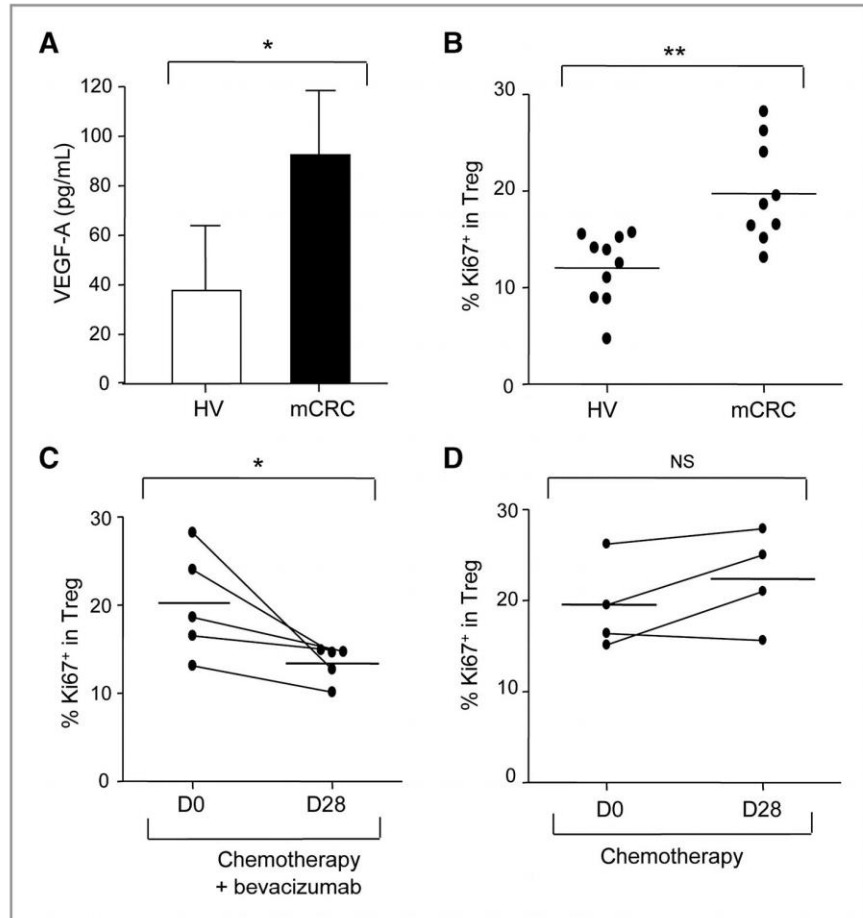 A
*
VEGF-A (pg/mL)
120
100
80
60
40
20
0
HV mCRC
B
**
% Ki67⁺ in Treg
30
20
10
0
HV mCRC
C
*
% Ki67⁺ in Treg
30
20
10
0
D0 D28
Chemotherapy
+ bevacizumab
D
NS
% Ki67⁺ in Treg
30
20
10
0
D0 D28
Chemotherapy